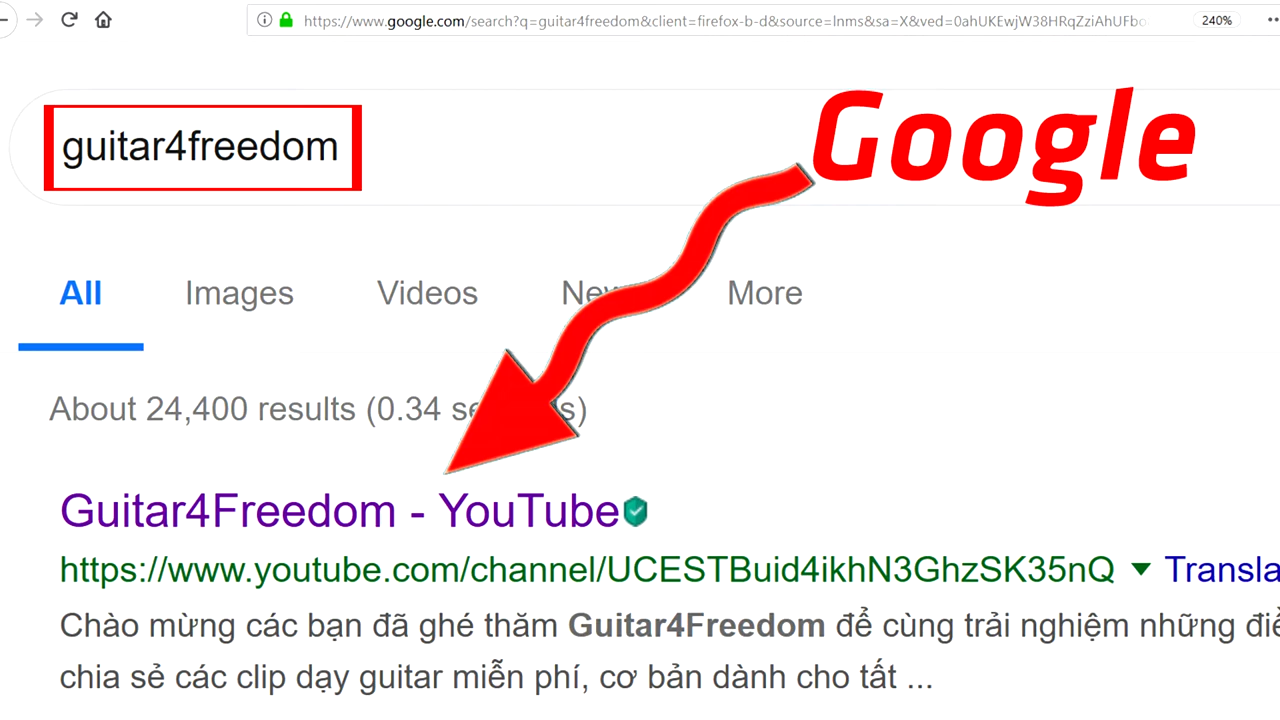 https://www.google.com/search?q=guitar4freedom&client=firefox-b-d&source=lnms&sa=X&ved=0ahUKEwjW38HRqZziAhUFbo
240%
guitar4freedom
Google
All Images Videos More
About 24,400 results (0.34
Guitar4Freedom - YouTube
https://www.youtube.com/channel/UCESTBuid4ikhN3GhzSK35nQ Transla
Chào mừng các bạn đã ghé thăm Guitar4Freedom để cùng trải nghiệm những
chia sẻ các clip dạy guitar miễn phí, cơ bản dành cho tất ...